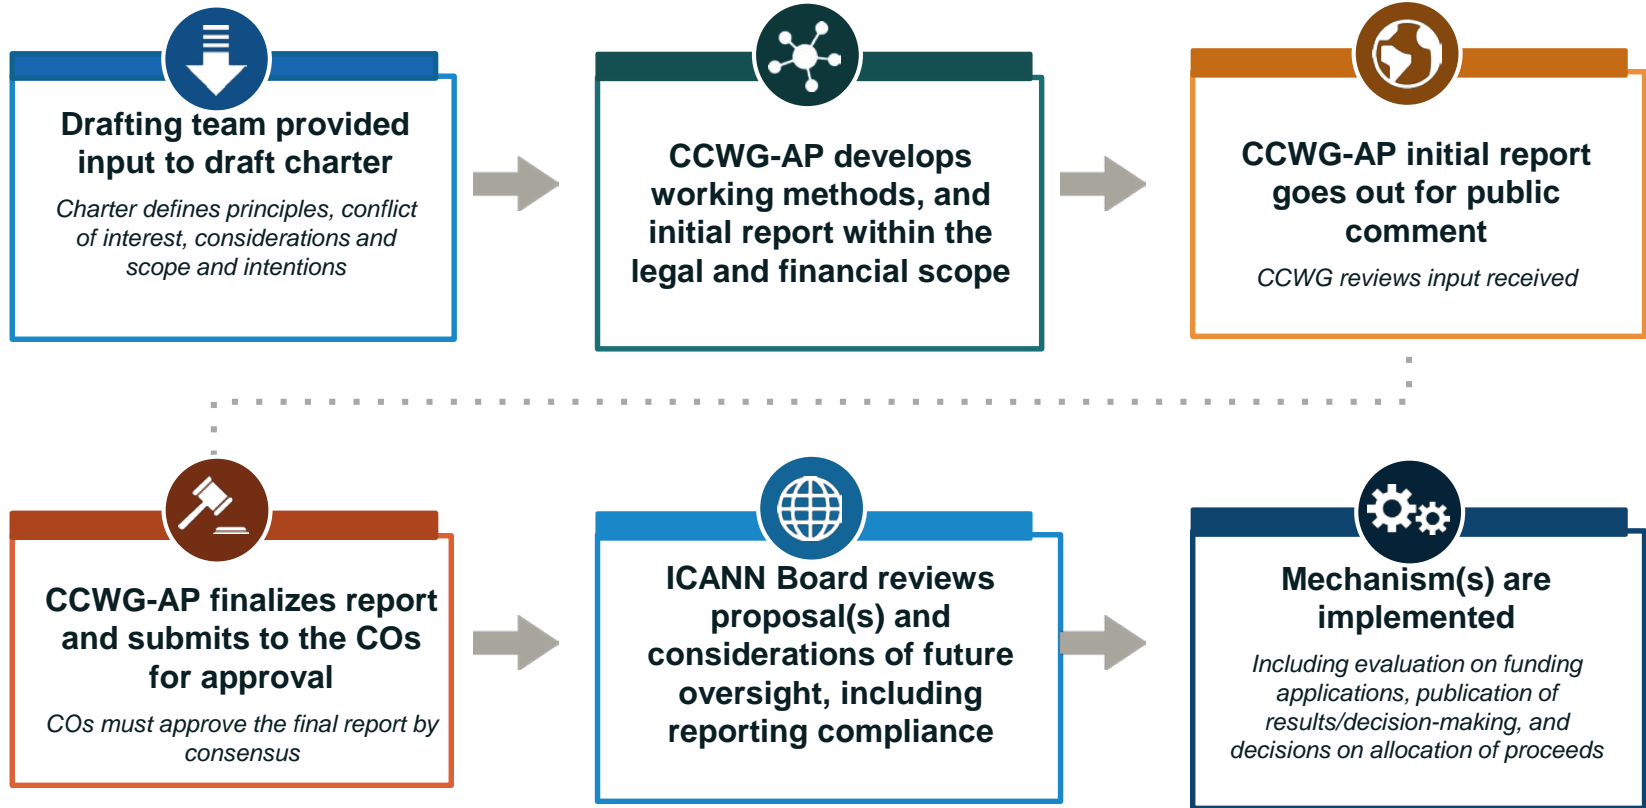 Drafting team provided
input to draft charter
Charter defines principles, conflict
of interest, considerations and
scope and intentions
CCWG-AP develops
working methods, and
initial report within the
legal and financial scope
CCWG-AP initial report
goes out for public
comment
CCWG reviews input received
CCWG-AP finalizes report
and submits to the COs
for approval
COs must approve the final report by
consensus
ICANN Board reviews
proposal(s) and
considerations of future
oversight, including
reporting compliance
Mechanism(s) are
implemented
Including evaluation on funding
applications, publication of
results/decision-making, and
decisions on allocation of proceeds